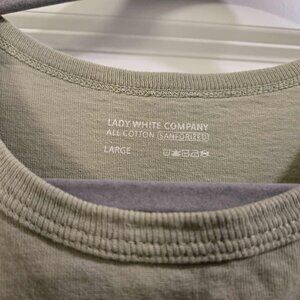 LADY WHITE COMPANY
ALL COTTON SANFORIZED
LARGE